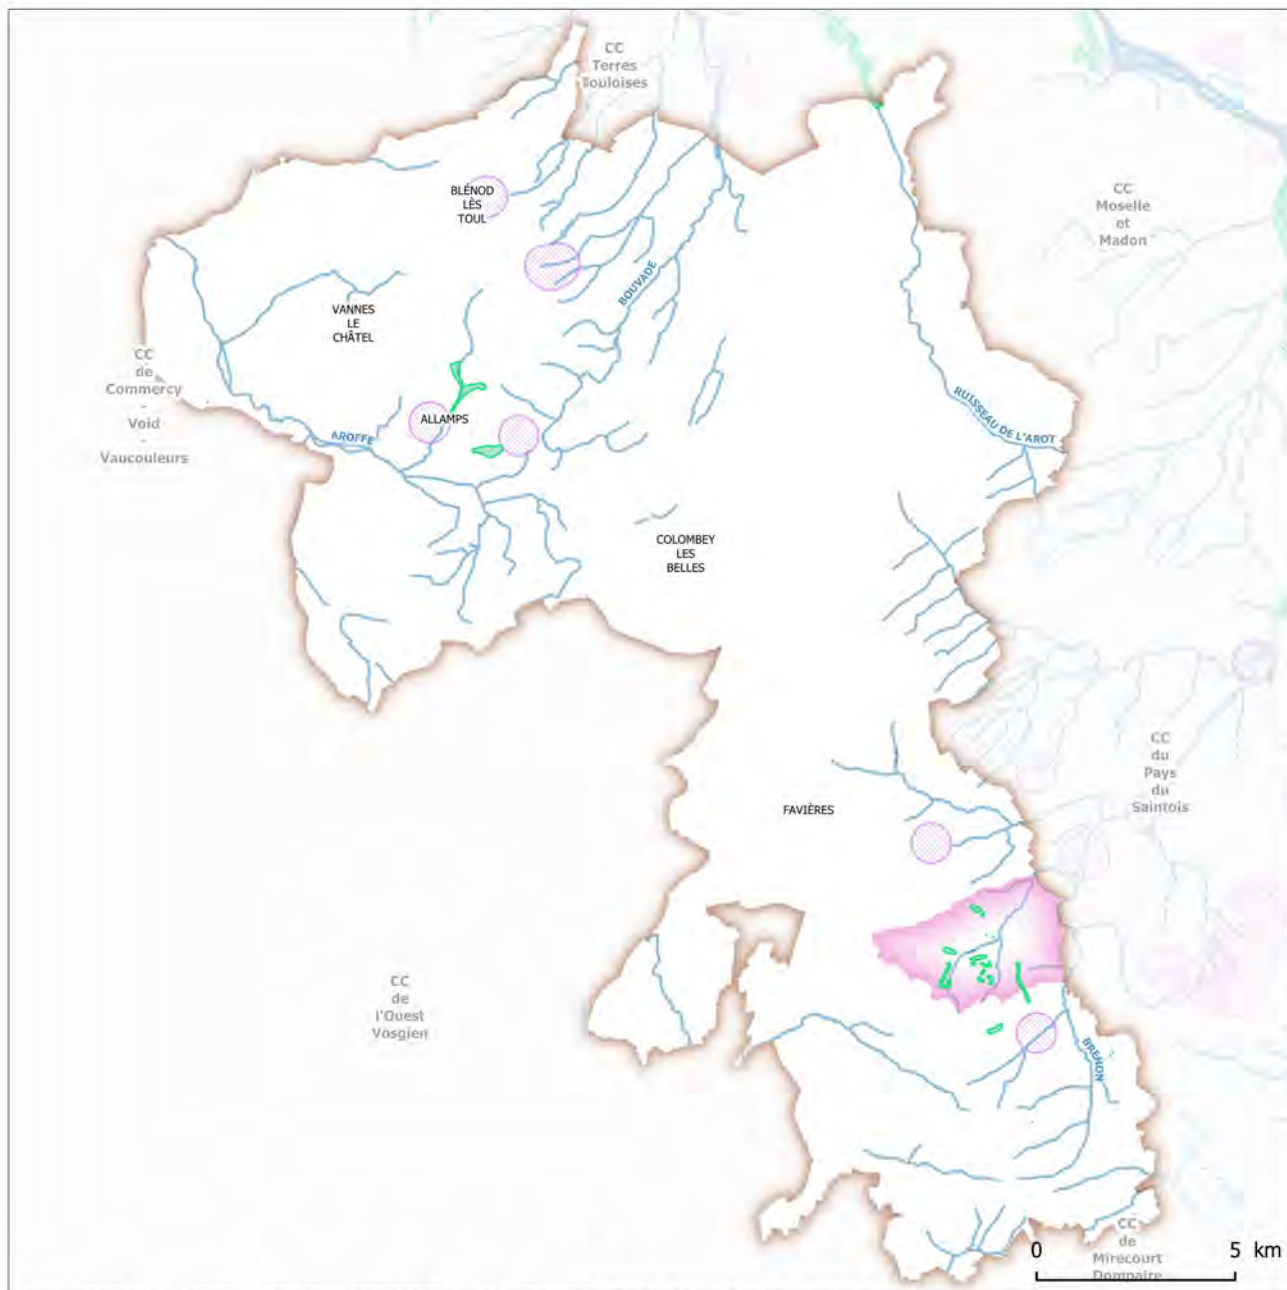 CC
Terres
Touloises
BLÉNOD
LÈS
TOUL
CC
Moselle
et
Madon
BOUVADE
VANNES
LE
CHÂTEL
CC
de
Commercy
-
Void
-
Vaucouleurs
ALLAMPS
AROFFE
RUISSEAU DE L'AROT
COLOMBEY
LES
BELLES
CC
du
Pays
du
Saintois
FAVIÈRES
CC
de
l'Ouest
Vosgien
BREHON
CC
de
Mirecourt
Dompaire
0 5 km